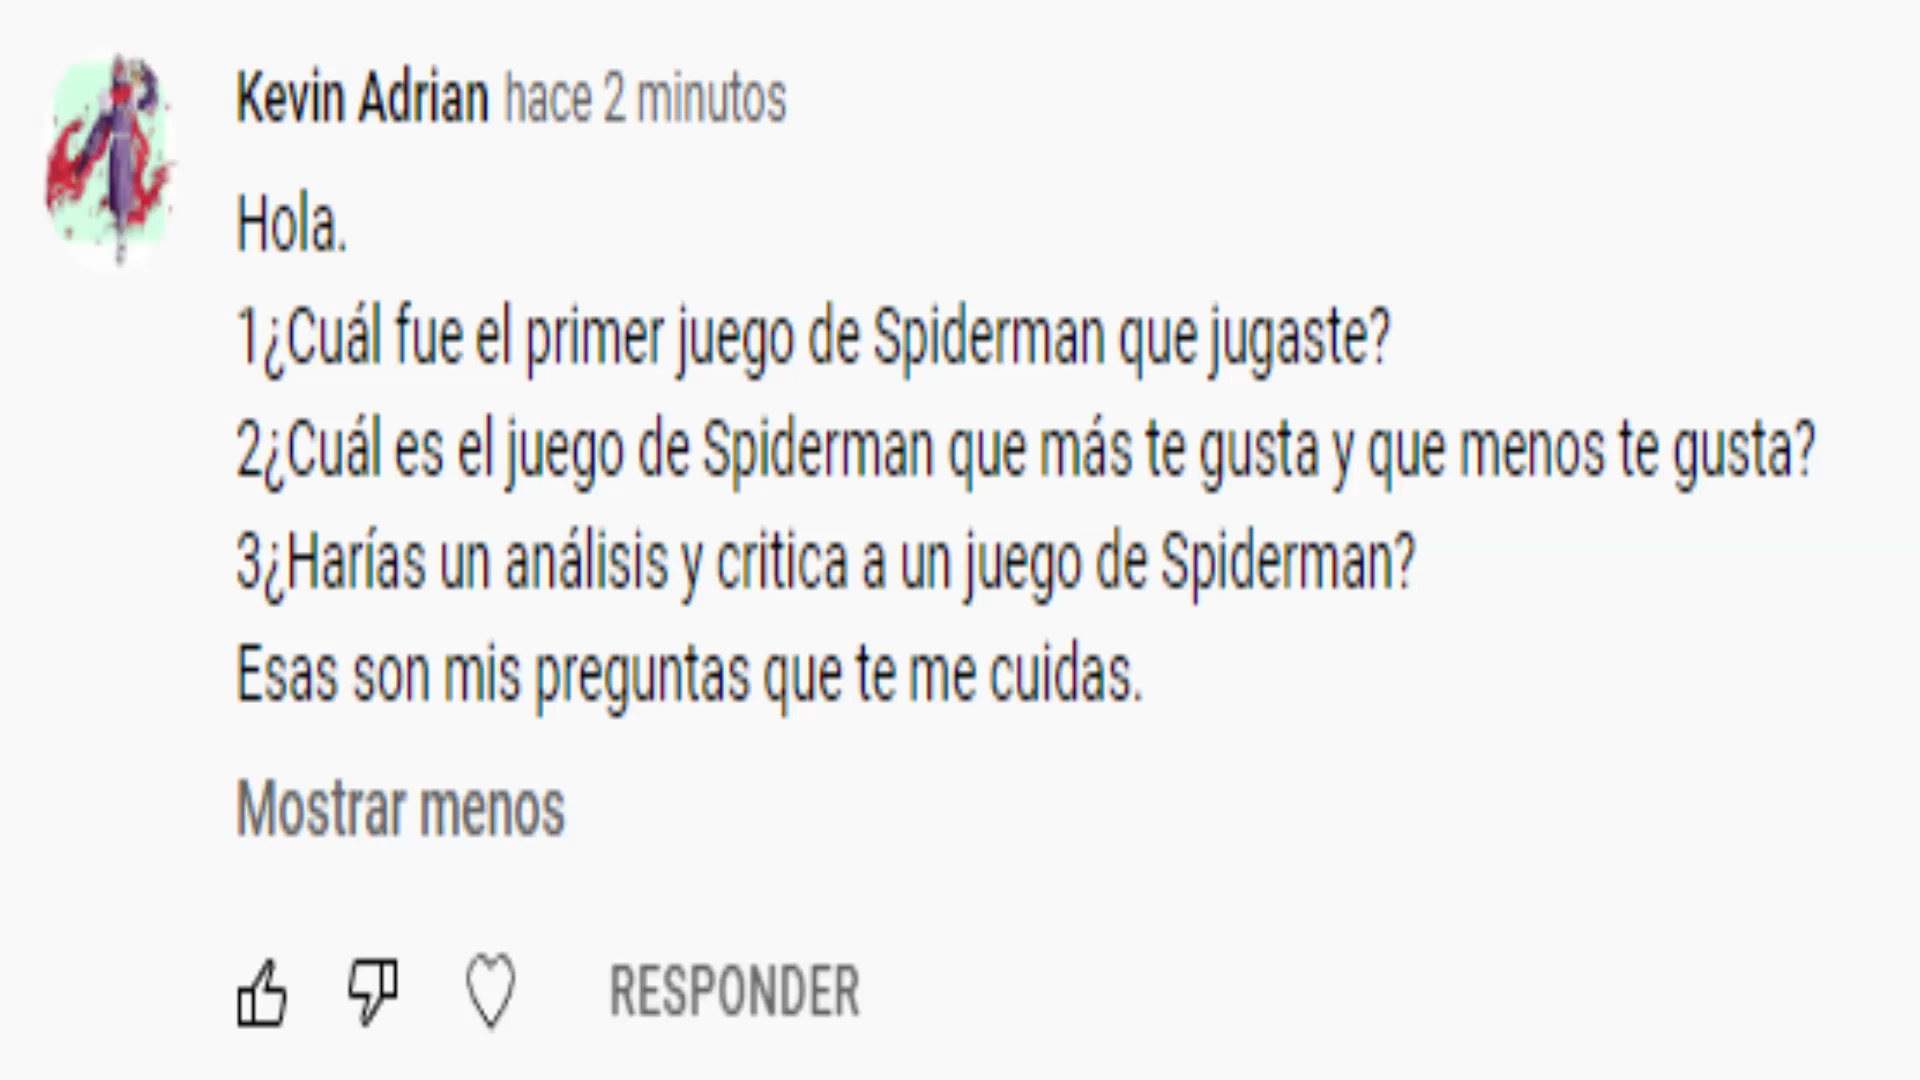 Kevin Adrian hace 2 minutos
Hola.
1¿Cuál fue el primer juego de Spiderman que jugaste?
2¿Cuál es el juego de Spiderman que más te gusta y que menos te gusta?
3¿Harías un análisis y critica a un juego de Spiderman?
Esas son mis preguntas que te me cuidas.
Mostrar menos
RESPONDER